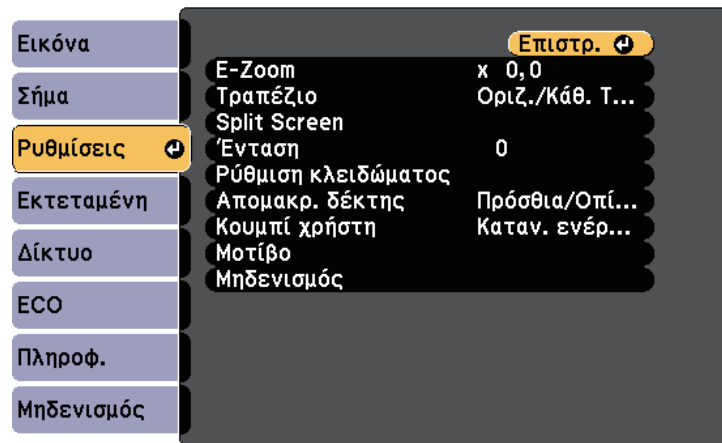 Εικόνα
Σήμα
Ρυθμίσεις
Εκτεταμένη
Δίκτυο
ECO
Πληροφ.
Μηδενισμός
Επιστρ.
E-Zoom x 0,0
Τραπέζιο Οριζ./Κάθ. Τ...
Split Screen
Ένταση 0
Ρύθμιση κλειδώματος
Απομακρ. δέκτης Πρόσθια/Οπί...
Κουμπί χρήστη Καταν. ενέρ...
Μοτίβο
Μηδενισμός